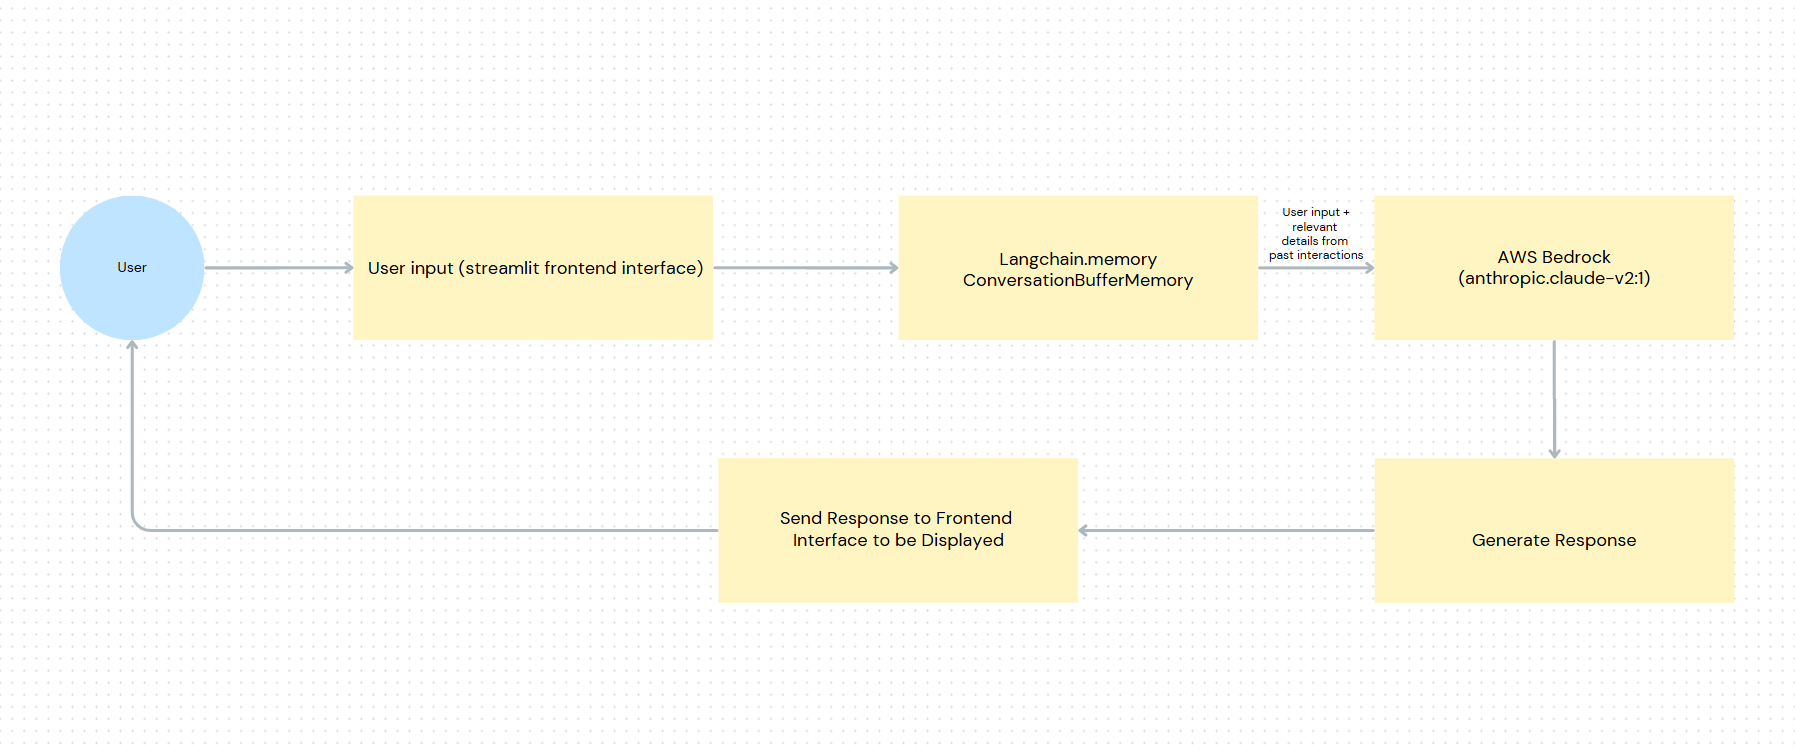 User
User input (streamlit frontend interface)
Langchain.memory
ConversationBufferMemory
User input +
relevant
details from
past interactions
AWS Bedrock
(anthropic.claude-v2:1)
Send Response to Frontend
Interface to be Displayed
Generate Response